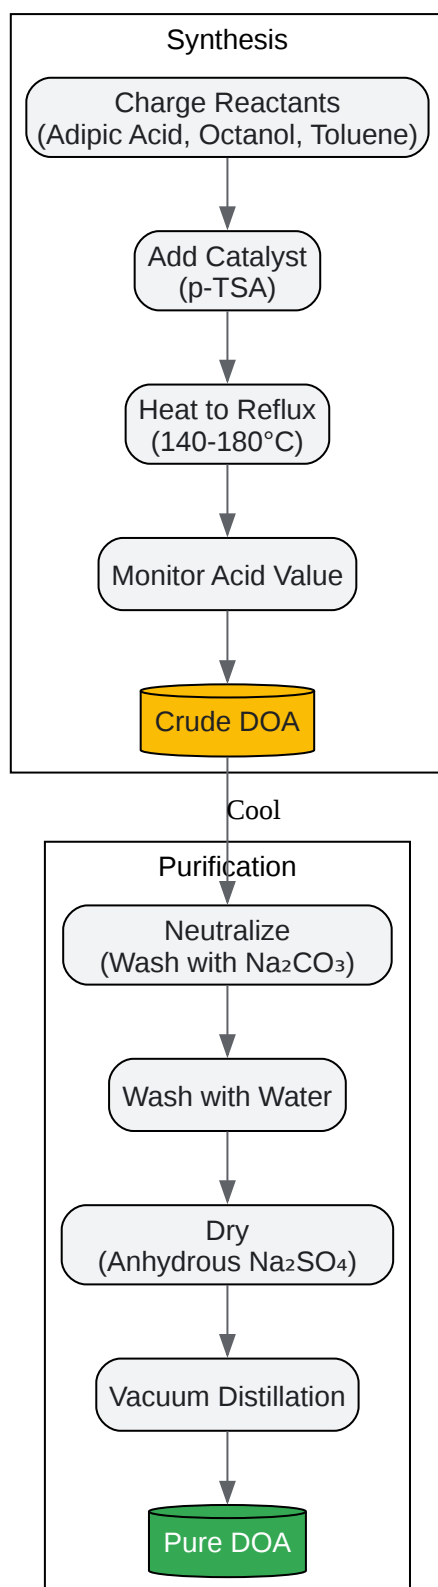 Synthesis
Charge Reactants
(Adipic Acid, Octanol, Toluene)
Add Catalyst
(p-TSA)
Heat to Reflux
(140-180°C)
Monitor Acid Value
Crude DOA
Cool
Purification
Neutralize
(Wash with Na₂CO₃)
Wash with Water
Dry
(Anhydrous Na₂SO₄)
Vacuum Distillation
Pure DOA